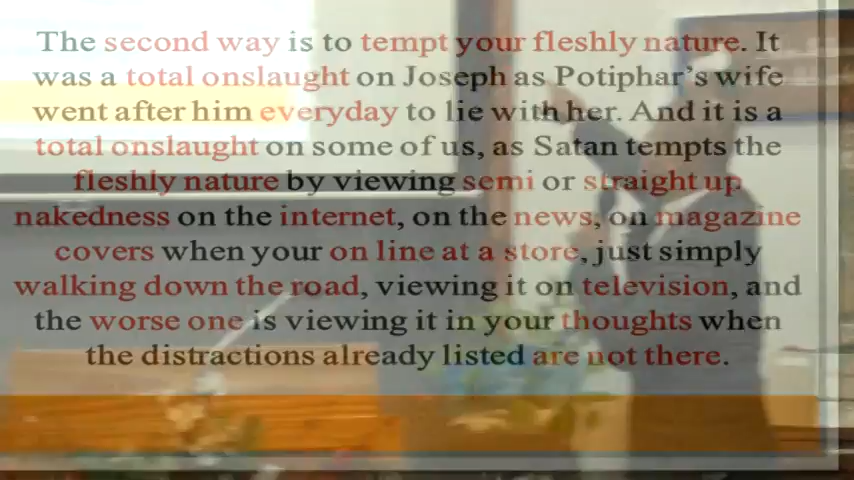 The second way is to tempt your fleshly nature. It
was a total onslaught on Joseph as Potiphar's wife
went after him everyday to lie with her. And it is a
total onslaught on some of us, as Satan tempts the
fleshly nature by viewing semi or straight up
nakedness on the internet, on the news, on magazine
covers when your on line at a store, just simply
walking down the road, viewing it on television, and
the worse one is viewing it in your thoughts when
the distractions already listed are not there.